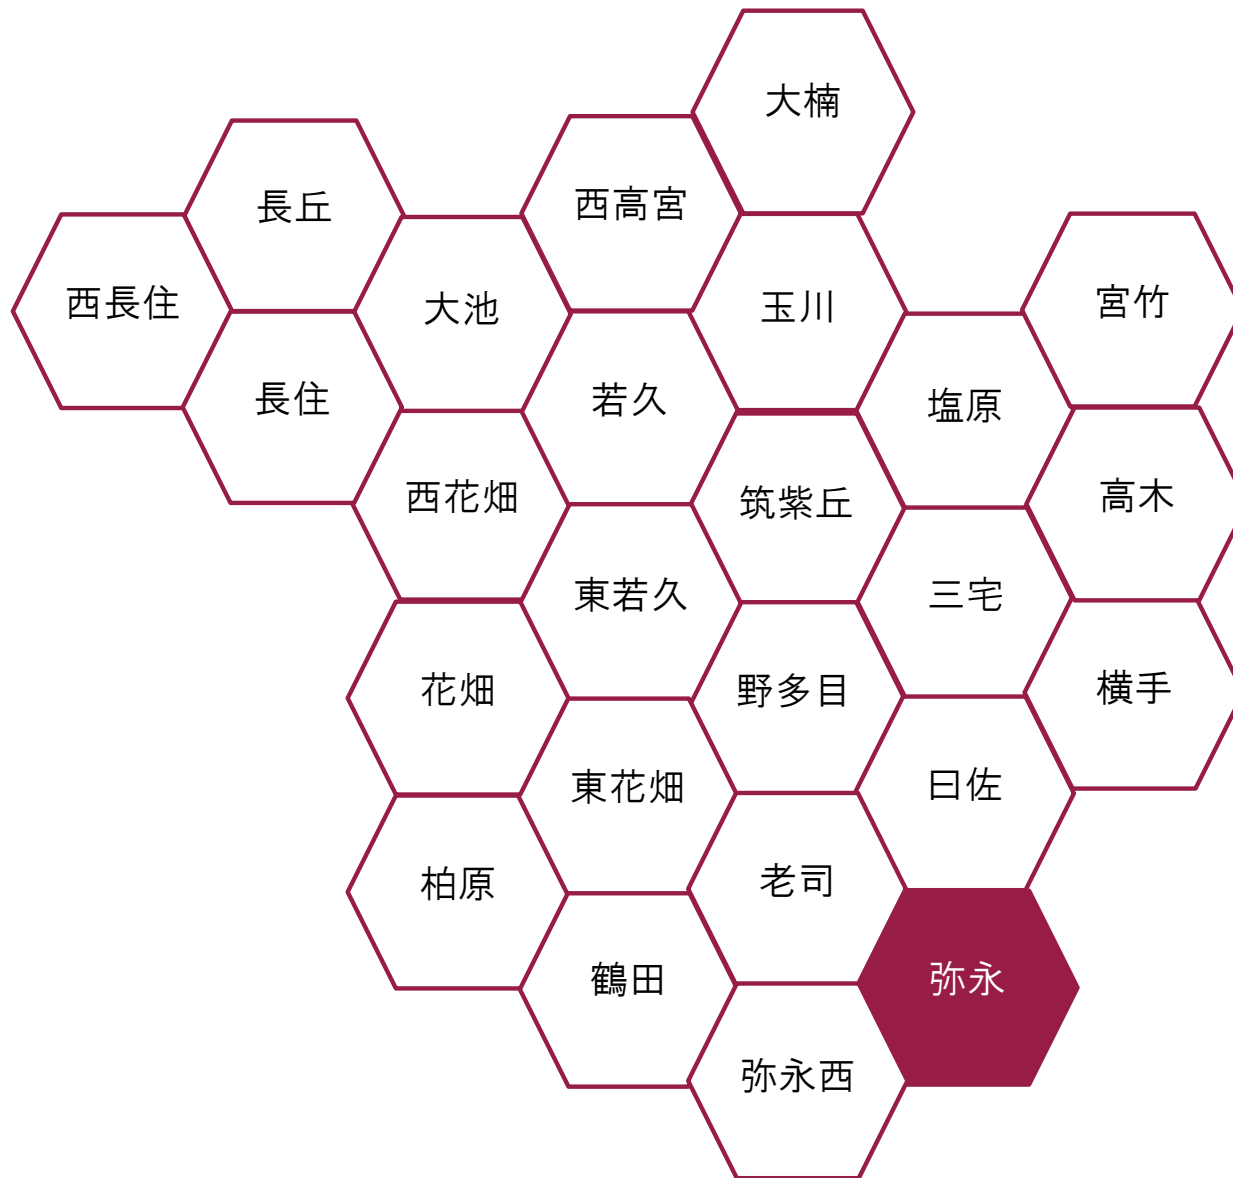 大楠
西高宮
長丘
宮竹
西長住
大池
玉川
長住
若久
塩原
西花畑
筑紫丘
高木
東若久
三宅
花畑
野多目
横手
東花畑
曰佐
柏原
老司
鶴田
弥永
弥永西